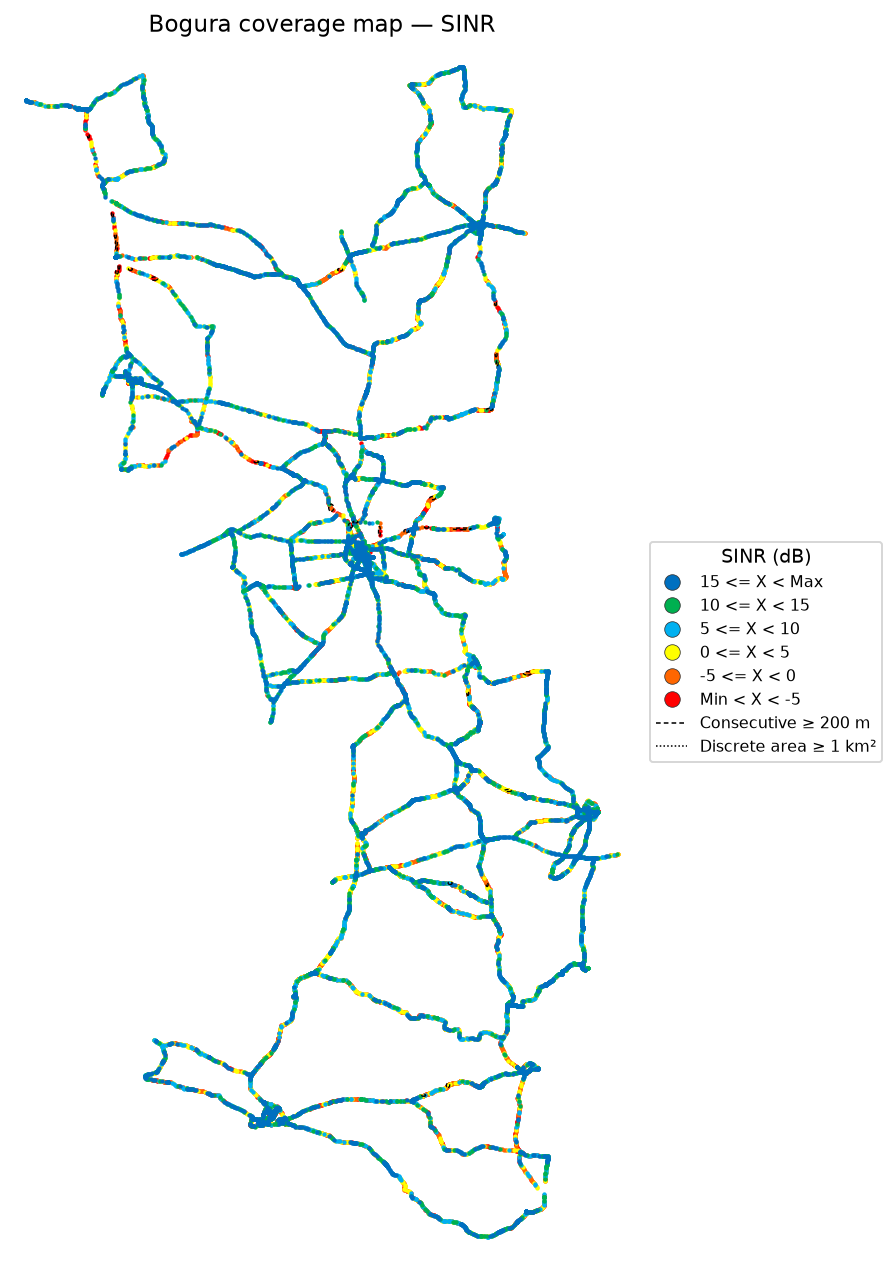 Bogura coverage map — SINR
SINR (dB)
15 <= X < Max
10 <= X < 15
5 <= X < 10
0 <= X < 5
-5 <= X < 0
Min < X < -5
Consecutive ≥ 200 m
Discrete area ≥ 1 km²